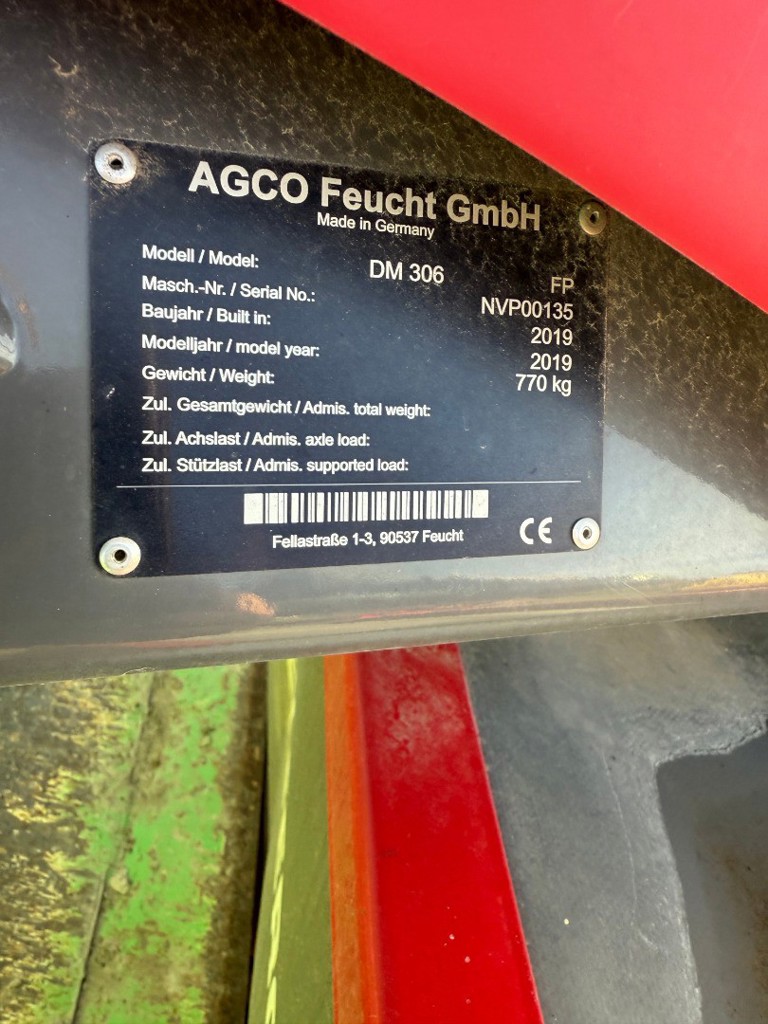 AGCO Feucht GmbH
Made in Germany
Modell / Model: DM 306 FP
Masch.-Nr. / Serial No.: NVP00135
Baujahr / Built in: 2019
Modelljahr / model year: 2019
Gewicht / Weight: 770 kg
Zul. Gesamtgewicht / Admis. total weight:
Zul. Achslast / Admis. axle load:
Zul. Stützlast / Admis. supported load:
Fellastraße 1-3, 90537 Feucht
CE